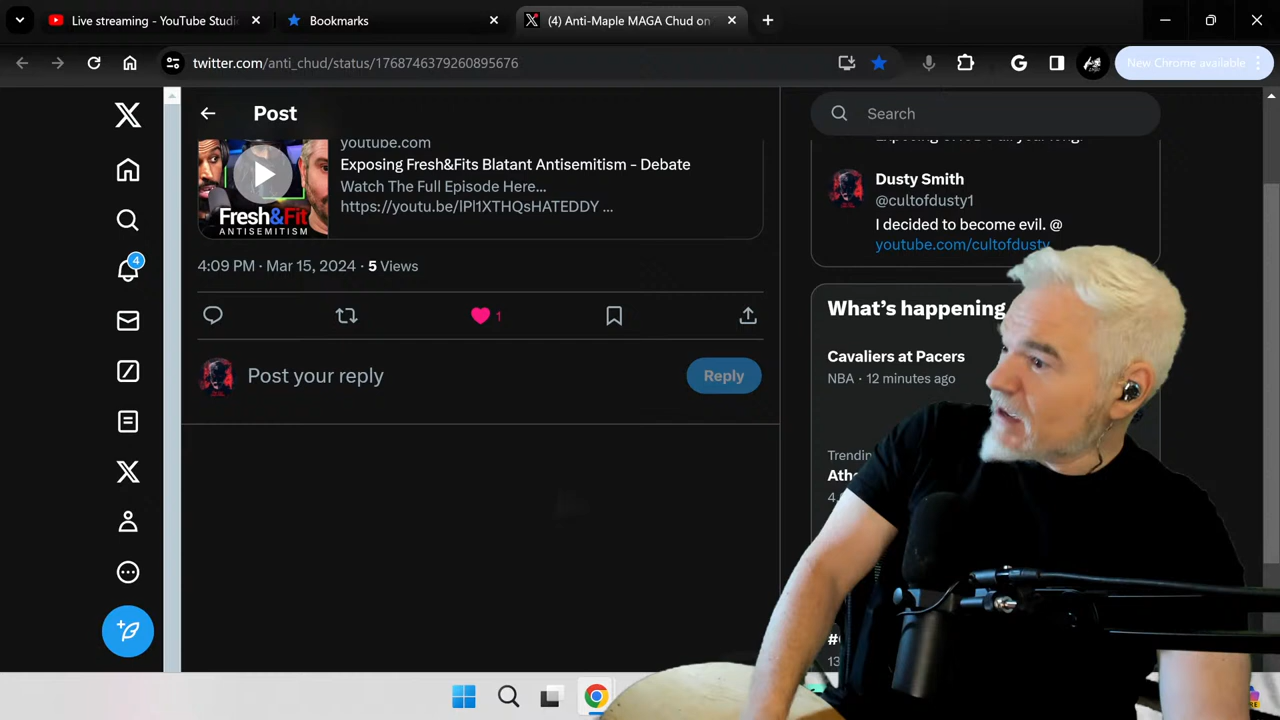 Live streaming - YouTube Studi
Bookmarks
(4) Anti-Maple MAGA Chud on
twitter.com/anti_chud/status/1768746379260895676
New Chrome available
Post
Search
youtube.com
Exposing Fresh&Fits Blatant Antisemitism - Debate
Watch The Full Episode Here...
https://youtu.be/lPl1XTHQsHATEDDY ...
Fresh&Fit
ANTISEMITISM
4:09 PM · Mar 15, 2024 · 5 Views
1
Post your reply
Reply
4
Dusty Smith
@cultofdusty1
I decided to become evil. @
youtube.com/cultofdusty
What's happening
Cavaliers at Pacers
NBA · 12 minutes ago